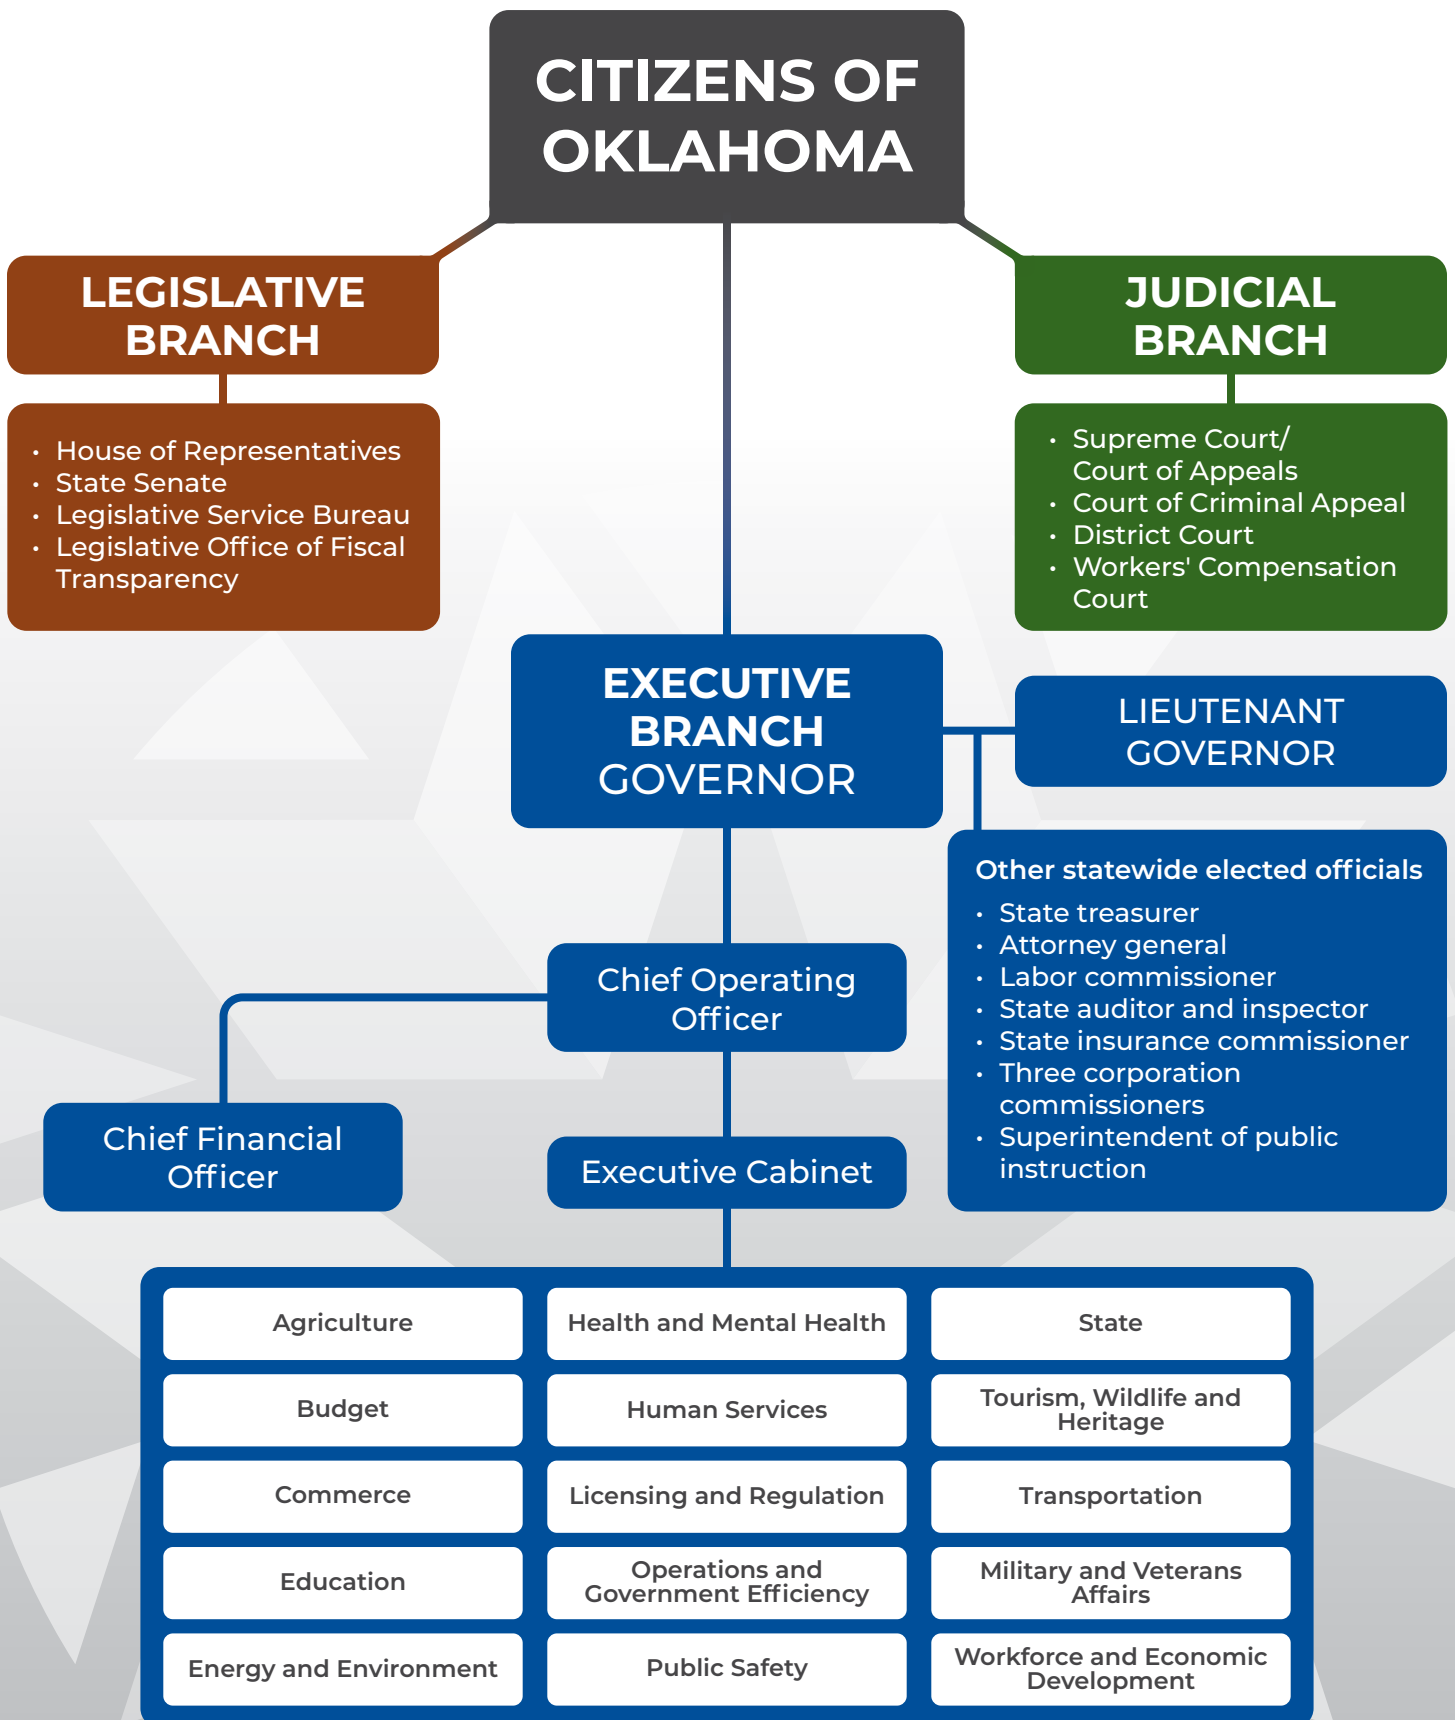 CITIZENS OF
OKLAHOMA
LEGISLATIVE
BRANCH
• House of Representatives
• State Senate
• Legislative Service Bureau
• Legislative Office of Fiscal
Transparency
JUDICIAL
BRANCH
• Supreme Court/
Court of Appeals
• Court of Criminal Appeal
• District Court
• Workers' Compensation
Court
EXECUTIVE
BRANCH
GOVERNOR
LIEUTENANT
GOVERNOR
Other statewide elected officials
• State treasurer
• Attorney general
• Labor commissioner
• State auditor and inspector
• State insurance commissioner
• Three corporation
commissioners
• Superintendent of public
instruction
Chief Operating
Officer
Chief Financial
Officer
Executive Cabinet
Agriculture
Budget
Commerce
Education
Energy and Environment
Health and Mental Health
Human Services
Licensing and Regulation
Operations and
Government Efficiency
Public Safety
State
Tourism, Wildlife and
Heritage
Transportation
Military and Veterans
Affairs
Workforce and Economic
Development